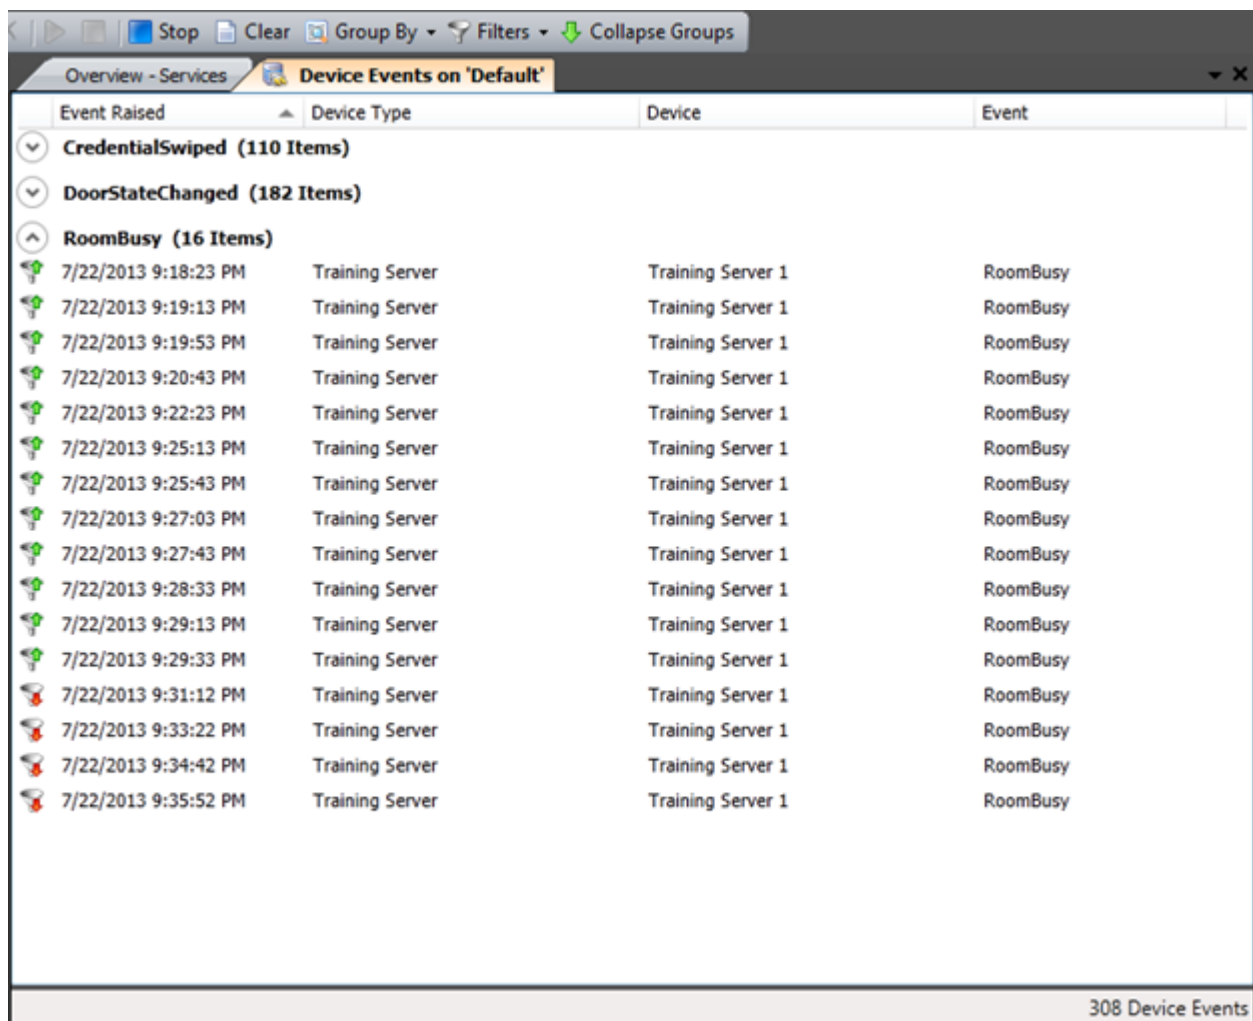 Stop Clear Group By Filters Collapse Groups
Overview - Services Device Events on 'Default'
Event Raised Device Type Device Event
CredentialSwiped (110 Items)
DoorStateChanged (182 Items)
RoomBusy (16 Items)
7/22/2013 9:18:23 PM Training Server Training Server 1 RoomBusy
7/22/2013 9:19:13 PM Training Server Training Server 1 RoomBusy
7/22/2013 9:19:53 PM Training Server Training Server 1 RoomBusy
7/22/2013 9:20:43 PM Training Server Training Server 1 RoomBusy
7/22/2013 9:22:23 PM Training Server Training Server 1 RoomBusy
7/22/2013 9:25:13 PM Training Server Training Server 1 RoomBusy
7/22/2013 9:25:43 PM Training Server Training Server 1 RoomBusy
7/22/2013 9:27:03 PM Training Server Training Server 1 RoomBusy
7/22/2013 9:27:43 PM Training Server Training Server 1 RoomBusy
7/22/2013 9:28:33 PM Training Server Training Server 1 RoomBusy
7/22/2013 9:29:13 PM Training Server Training Server 1 RoomBusy
7/22/2013 9:29:33 PM Training Server Training Server 1 RoomBusy
7/22/2013 9:31:12 PM Training Server Training Server 1 RoomBusy
7/22/2013 9:33:22 PM Training Server Training Server 1 RoomBusy
7/22/2013 9:34:42 PM Training Server Training Server 1 RoomBusy
7/22/2013 9:35:52 PM Training Server Training Server 1 RoomBusy
308 Device Events